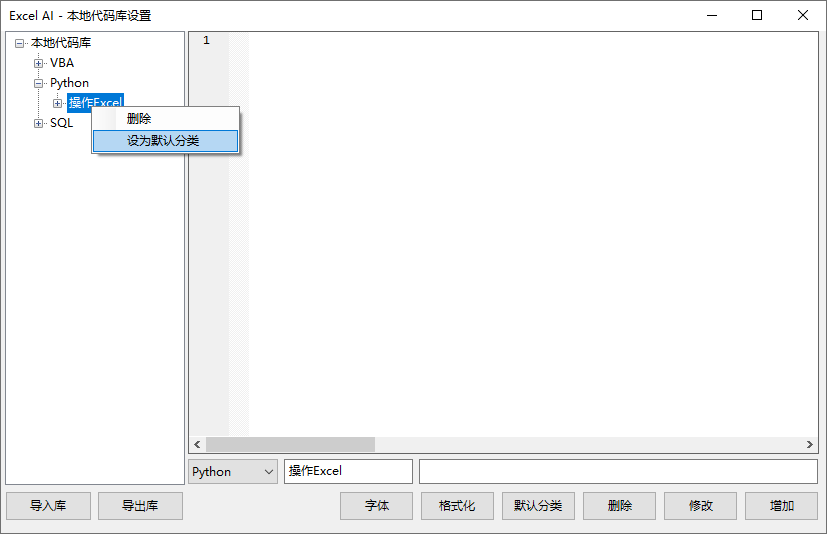 Excel AI - 本地代码库设置
本地代码库
VBA
Python
操作Excel
SQL
删除
设为默认分类
1
Python
操作Excel
导入库
导出库
字体
格式化
默认分类
删除
修改
增加